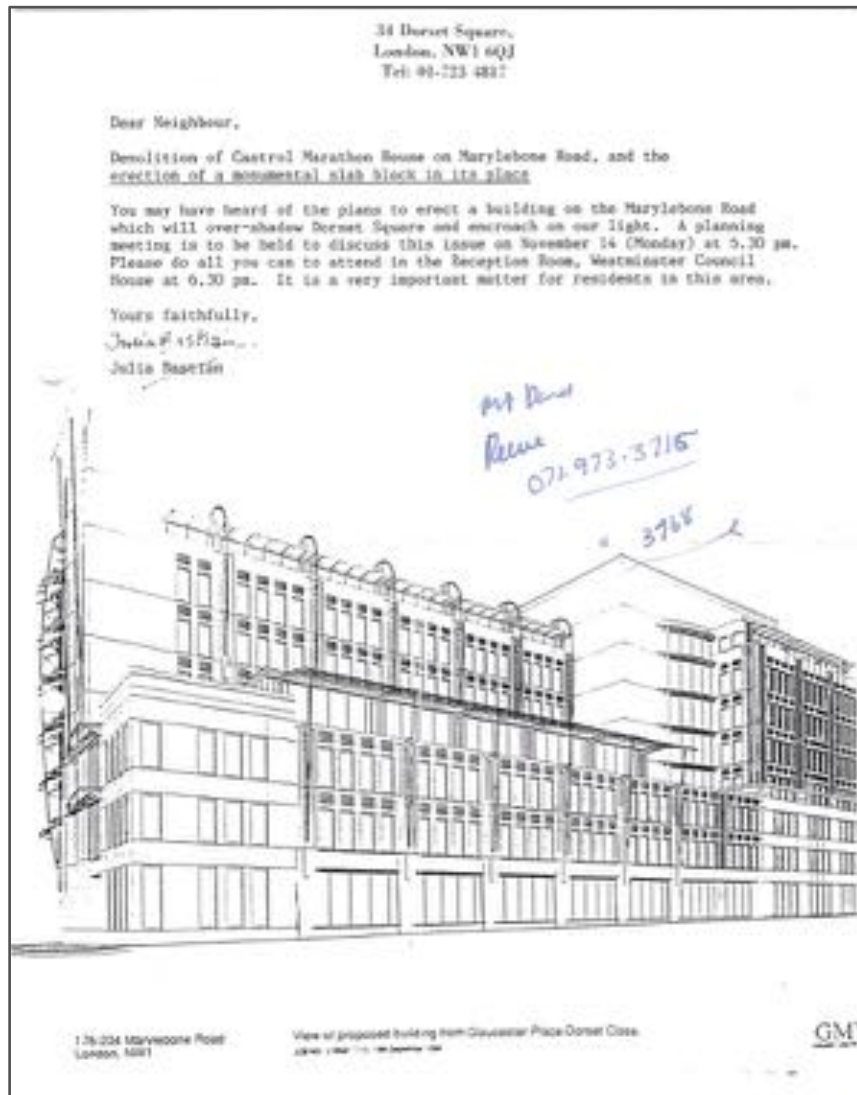 34 Dorset Square,
London, NW1 6QJ
Tel: 01-723 4817
Dear Neighbour,
Demolition of Castrol Marathon House on Marylebone Road, and the
erection of a monumental slab block in its place
You may have heard of the plans to erect a building on the Marylebone Road
which will over-shadow Dorset Square and encroach on our light. A planning
meeting is to be held to discuss this issue on November 14 (Monday) at 5.30 pm.
Please do all you can to attend in the Reception Room, Westminster Council
House at 6.30 pm. It is a very important matter for residents in this area.
Yours faithfully,
Julia
071-973-3715
" 3768
176-204 Marylebone Road
London, NW1
View of proposed building from Gloucester Place Dorset Close.